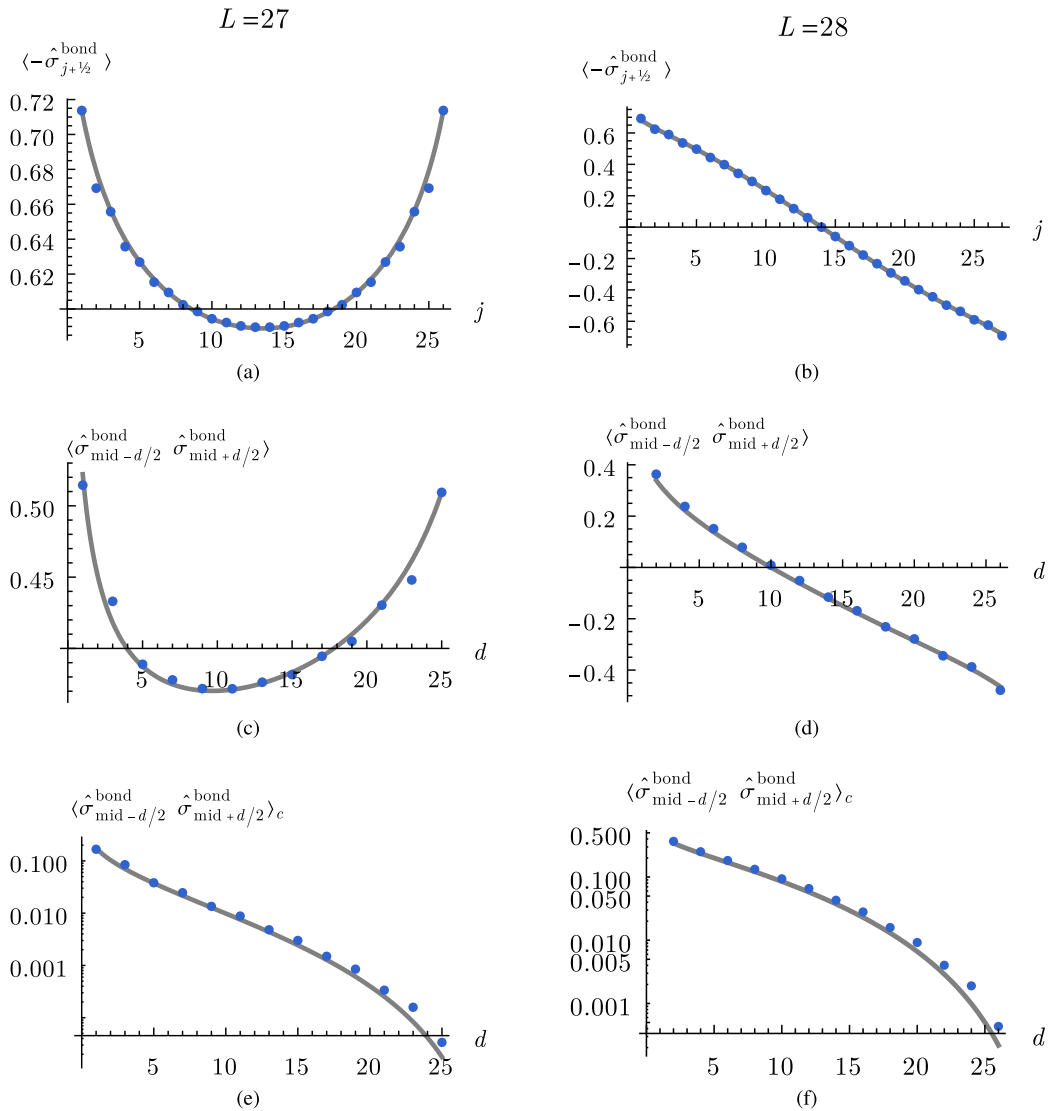 L=27
L=28
⟨-σ̂^bond_{j+½}⟩
⟨-σ̂^bond_{j+½}⟩
0.72
0.70
0.68
0.66
0.64
0.62
5 10 15 20 25
j
0.6
0.4
0.2
-0.2
-0.4
-0.6
5 10 15 20 25
j
(a)
(b)
⟨σ̂^bond_{mid-d/2} σ̂^bond_{mid+d/2}⟩
⟨σ̂^bond_{mid-d/2} σ̂^bond_{mid+d/2}⟩
0.50
0.45
5 10 15 20 25
d
0.4
0.2
-0.2
-0.4
5 10 15 20 25
d
(c)
(d)
⟨σ̂^bond_{mid-d/2} σ̂^bond_{mid+d/2}⟩_c
⟨σ̂^bond_{mid-d/2} σ̂^bond_{mid+d/2}⟩_c
0.100
0.010
0.001
5 10 15 20 25
d
0.500
0.100
0.050
0.010
0.005
0.001
5 10 15 20 25
d
(e)
(f)